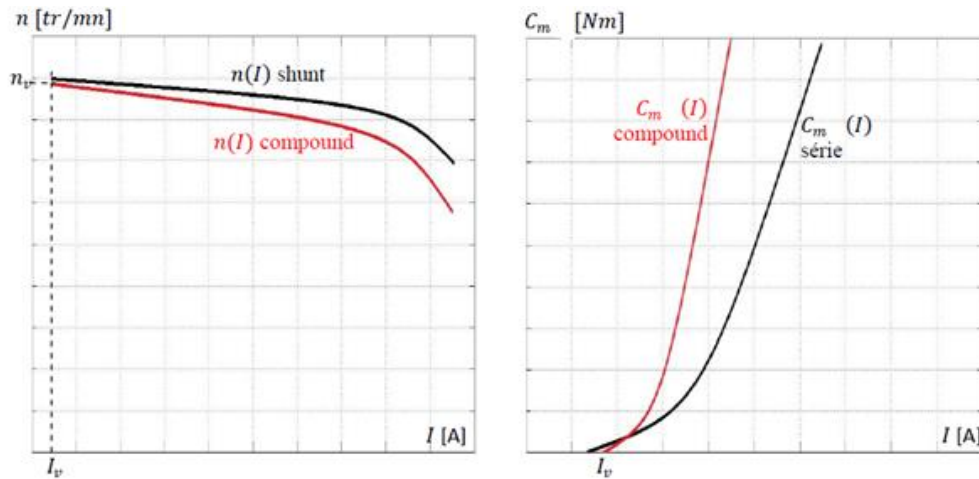 n [tr/mn]
n_v
n(I) shunt
n(I) compound
I [A]
I_v
C_m [Nm]
C_m (I)
compound
C_m (I)
série
I [A]
I_v